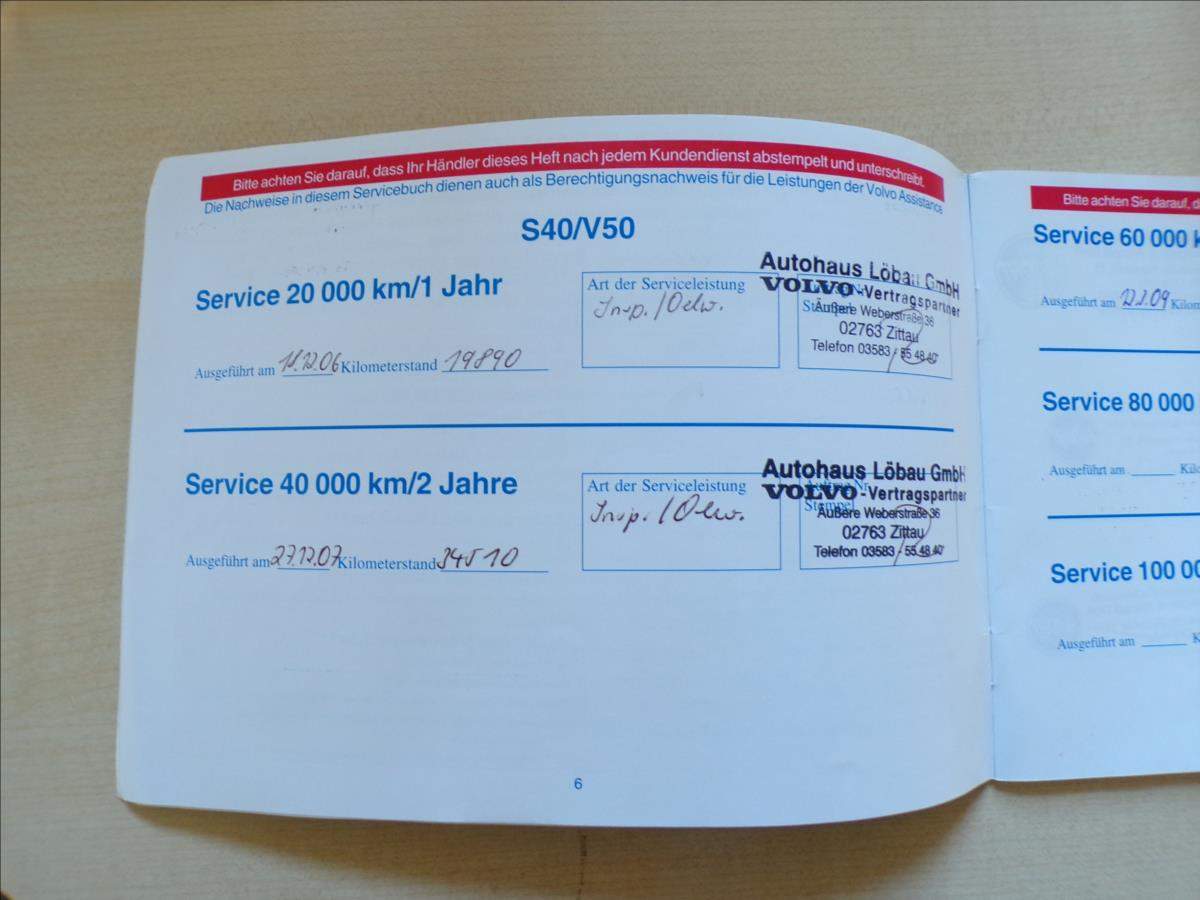 Bitte achten Sie darauf, dass Ihr Händler dieses Heft nach jedem Kundendienst abstempelt und unterschreibt.
Die Nachweise in diesem Servicebuch dienen auch als Berechtigungsnachweis für die Leistungen der Volvo Assistance
S40/V50
Service 20 000 km/1 Jahr
Art der Serviceleistung
Insp. / Oelw.
Autohaus Löbau GmbH
VOLVO-Vertragspartner
Stempel
Äußere Weberstraße 36
02763 Zittau
Telefon 03583 / 55 48 40
Ausgeführt am 11.12.06 Kilometerstand 19890
Service 40 000 km/2 Jahre
Art der Serviceleistung
Insp. / Oelw.
Autohaus Löbau GmbH
VOLVO-Vertragspartner
Stempel
Äußere Weberstraße 36
02763 Zittau
Telefon 03583 / 55 48 40
Ausgeführt am 27.12.07 Kilometerstand 34510
6
Bitte achten Sie darauf, d
Service 60 000 k
Ausgeführt am Kilom
Service 80 000
Ausgeführt am Kilo
Service 100 00
Ausgeführt am K